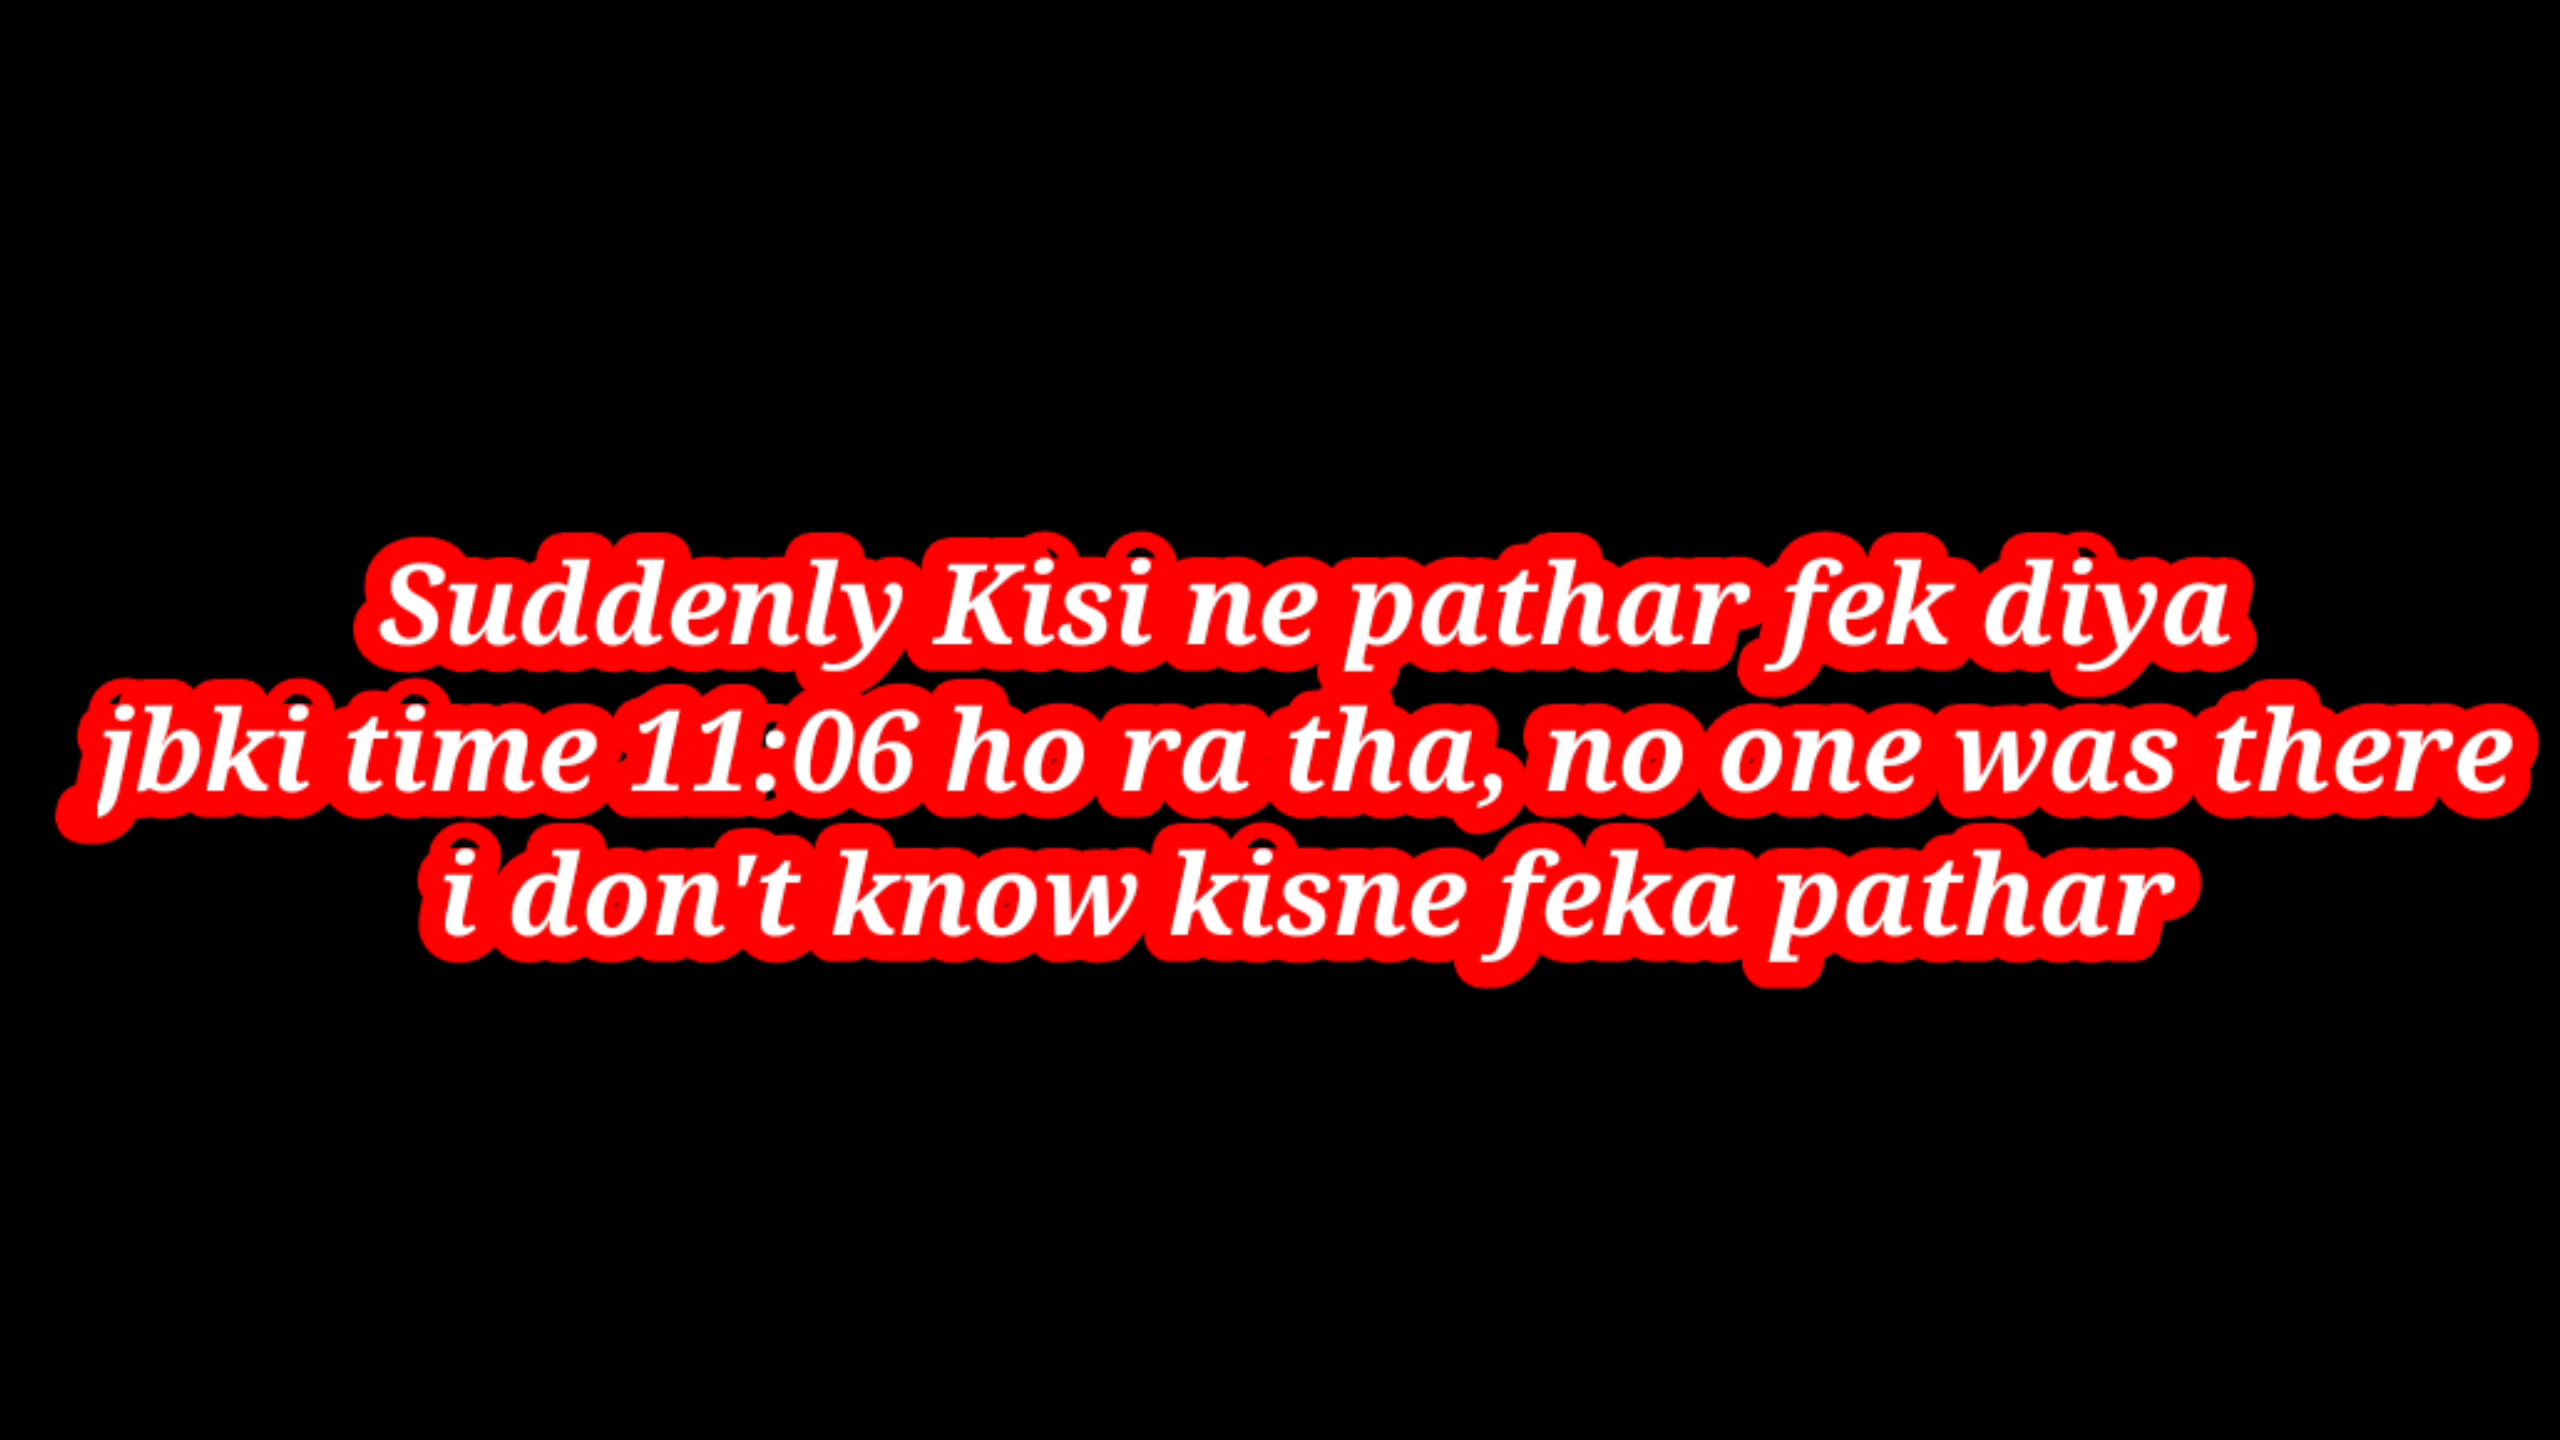 Suddenly Kisi ne pathar fek diya
jbki time 11:06 ho ra tha, no one was there
i don't know kisne feka pathar